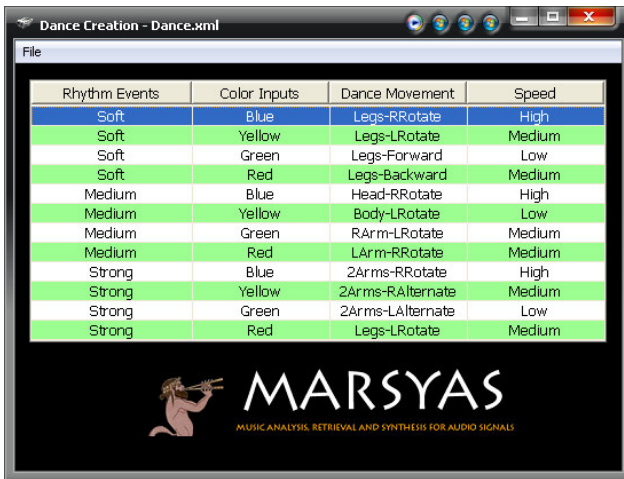 Dance Creation - Dance.xml
File
Rhythm Events Color Inputs Dance Movement Speed
Soft Blue Legs-RRotate High
Soft Yellow Legs-LRotate Medium
Soft Green Legs-Forward Low
Soft Red Legs-Backward Medium
Medium Blue Head-RRotate High
Medium Yellow Body-LRotate Low
Medium Green RArm-LRotate Medium
Medium Red LArm-RRotate Medium
Strong Blue 2Arms-RRotate High
Strong Yellow 2Arms-RAlternate Medium
Strong Green 2Arms-LAlternate Low
Strong Red Legs-LRotate Medium
MARSYAS
MUSIC ANALYSIS, RETRIEVAL AND SYNTHESIS FOR AUDIO SIGNALS